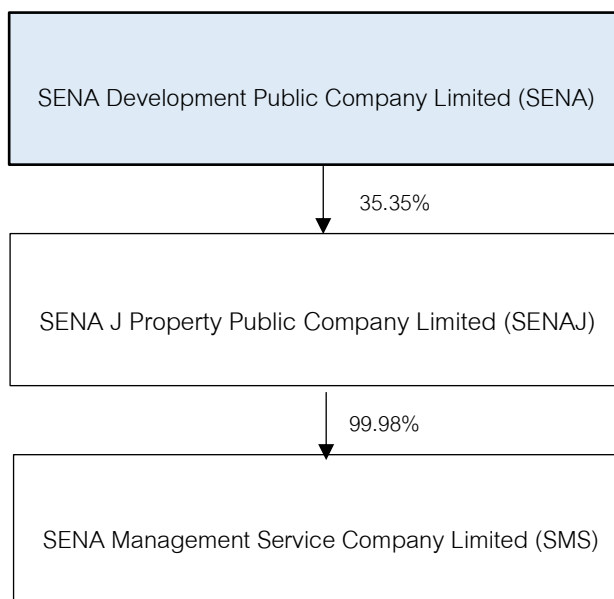 SENA Development Public Company Limited (SENA)
35.35%
SENA J Property Public Company Limited (SENAJ)
99.98%
SENA Management Service Company Limited (SMS)